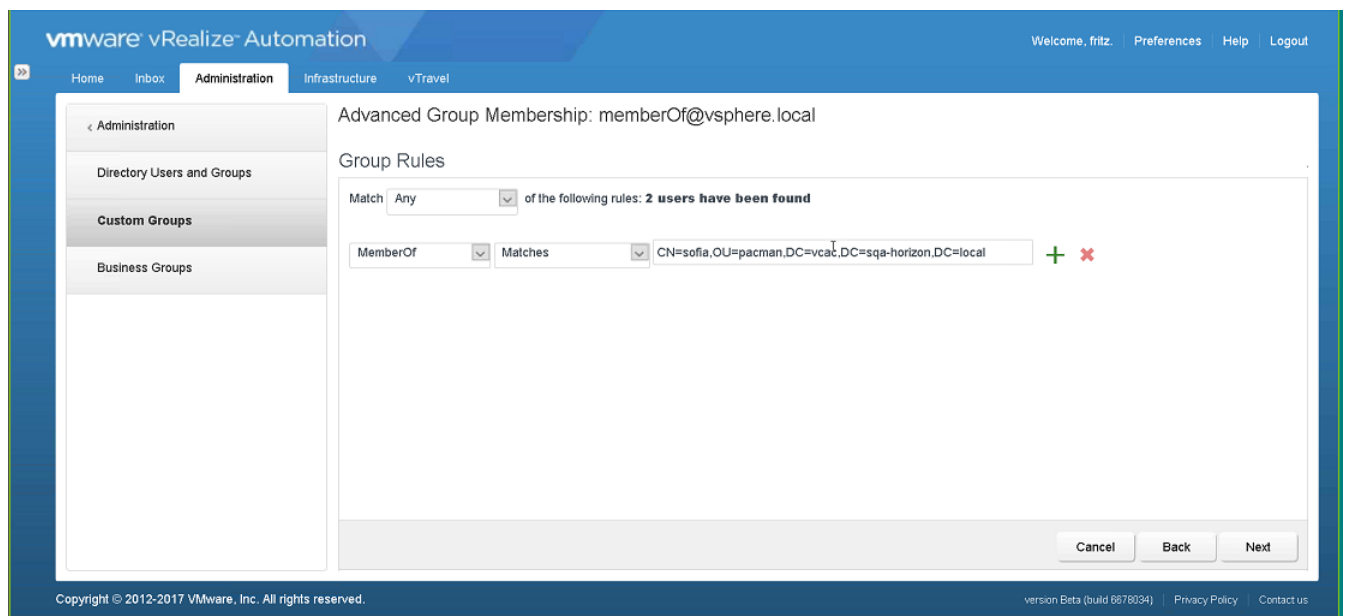 vmware vRealize Automation
Welcome, fritz. Preferences Help Logout
Home Inbox Administration Infrastructure vTravel
< Administration
Directory Users and Groups
Custom Groups
Business Groups
Advanced Group Membership: memberOf@vsphere.local
Group Rules
Match Any of the following rules: 2 users have been found
MemberOf Matches CN=sofia,OU=pacman,DC=vcac,DC=sqa-horizon,DC=local
Cancel Back Next
Copyright © 2012-2017 VMware, Inc. All rights reserved.
version Beta (build 6678034) Privacy Policy Contact us